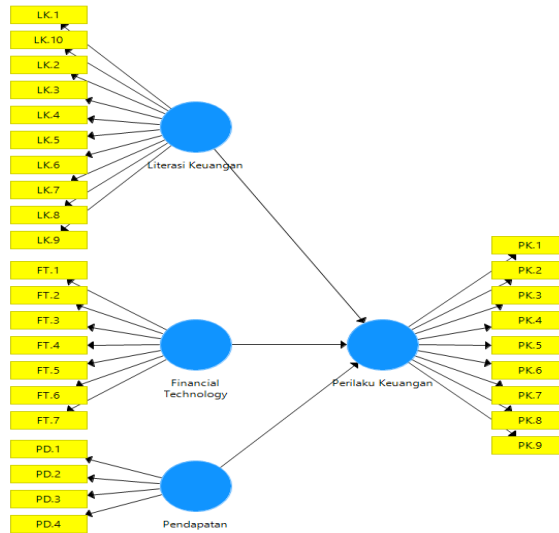 LK.1
LK.10
LK.2
LK.3
LK.4
LK.5
LK.6
LK.7
LK.8
LK.9
Literasi Keuangan
FT.1
FT.2
FT.3
FT.4
FT.5
FT.6
FT.7
Financial
Technology
PD.1
PD.2
PD.3
PD.4
Pendapatan
Perilaku Keuangan
PK.1
PK.2
PK.3
PK.4
PK.5
PK.6
PK.7
PK.8
PK.9